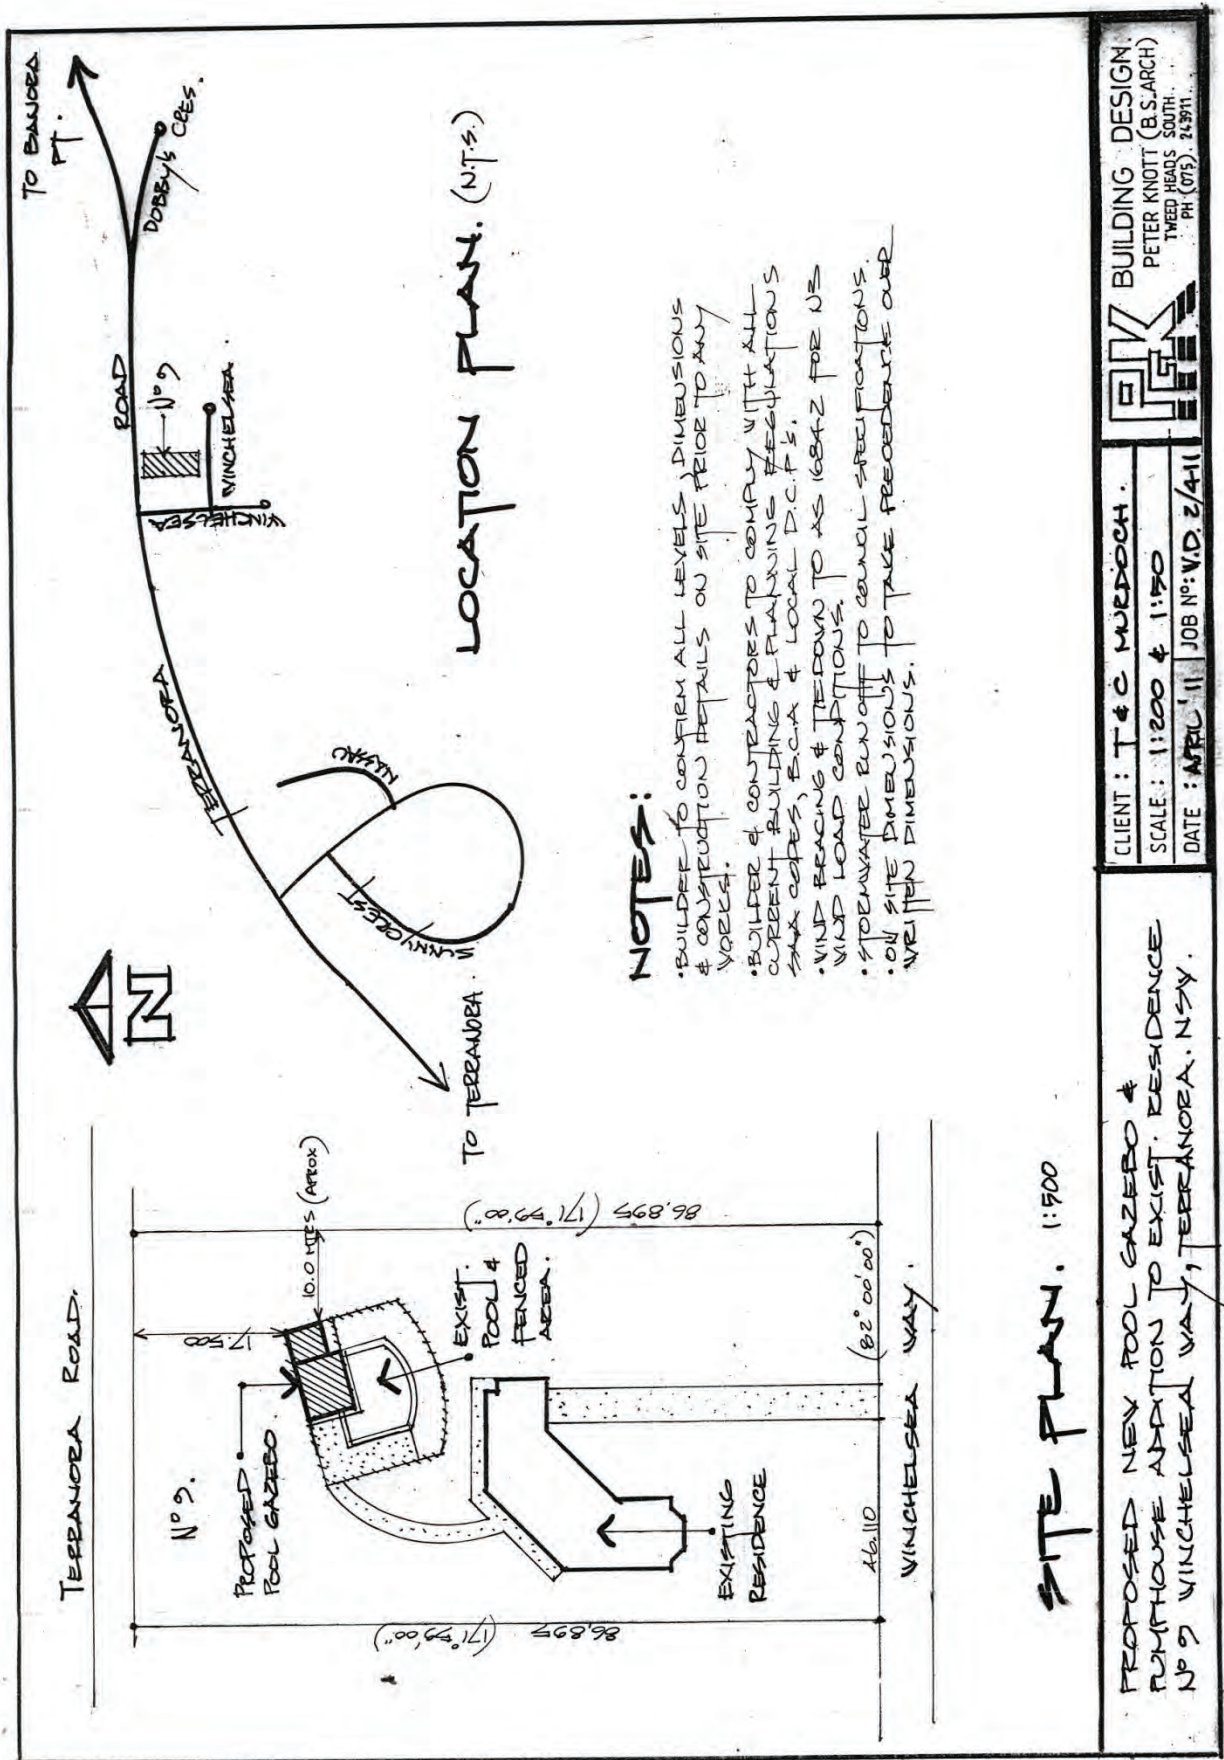 TERRANORA ROAD.
Nº 9.
PROPOSED
POOL GAZEBO
17.500
10.0 MTRS (APROX)
EXIST.
POOL &
FENCED
AREA.
86.895 (171° 59' 00")
86.895 (171° 59' 00")
EXISTING
RESIDENCE
46.110
(82° 00' 00")
WINCHELSEA WAY.
SITE PLAN. 1:500
N
TO BANORA
PT.
DOBBY'S CRES.
ROAD
Nº 9
WINCHELSEA.
WINCHELSEA
TERRANORA
NASSAU
SUNNYCREST
TO TERRANORA
LOCATION PLAN. (N.T.S.)
NOTES:
• BUILDER TO CONFIRM ALL LEVELS, DIMENSIONS
& CONSTRUCTION DETAILS ON SITE PRIOR TO ANY
WORKS.
• BUILDER & CONTRACTORS TO COMPLY WITH ALL
CURRENT BUILDING & PLANNING REGULATIONS
SAA CODES, B.C.A & LOCAL D.C.P'S.
• WIND BRACING & TIEDOWN TO AS 1684.2 FOR N3
WIND LOAD CONDITIONS.
• STORMWATER RUNOFF TO COUNCIL SPECIFICATIONS.
• ON SITE DIMENSIONS TO TAKE PRECEDENCE OVER
WRITTEN DIMENSIONS.
PROPOSED NEW POOL GAZEBO &
PUMPHOUSE ADDITION TO EXIST. RESIDENCE
Nº 9 WINCHELSEA WAY, TERRANORA. NSW.
CLIENT : T & C MURDOCH.
SCALE : 1:200 & 1:50
DATE : APRIL '11 JOB Nº: W.D. 2/411
PGK
BUILDING DESIGN.
PETER KNOTT (B.S.ARCH)
TWEED HEADS SOUTH..
PH (075). 243911